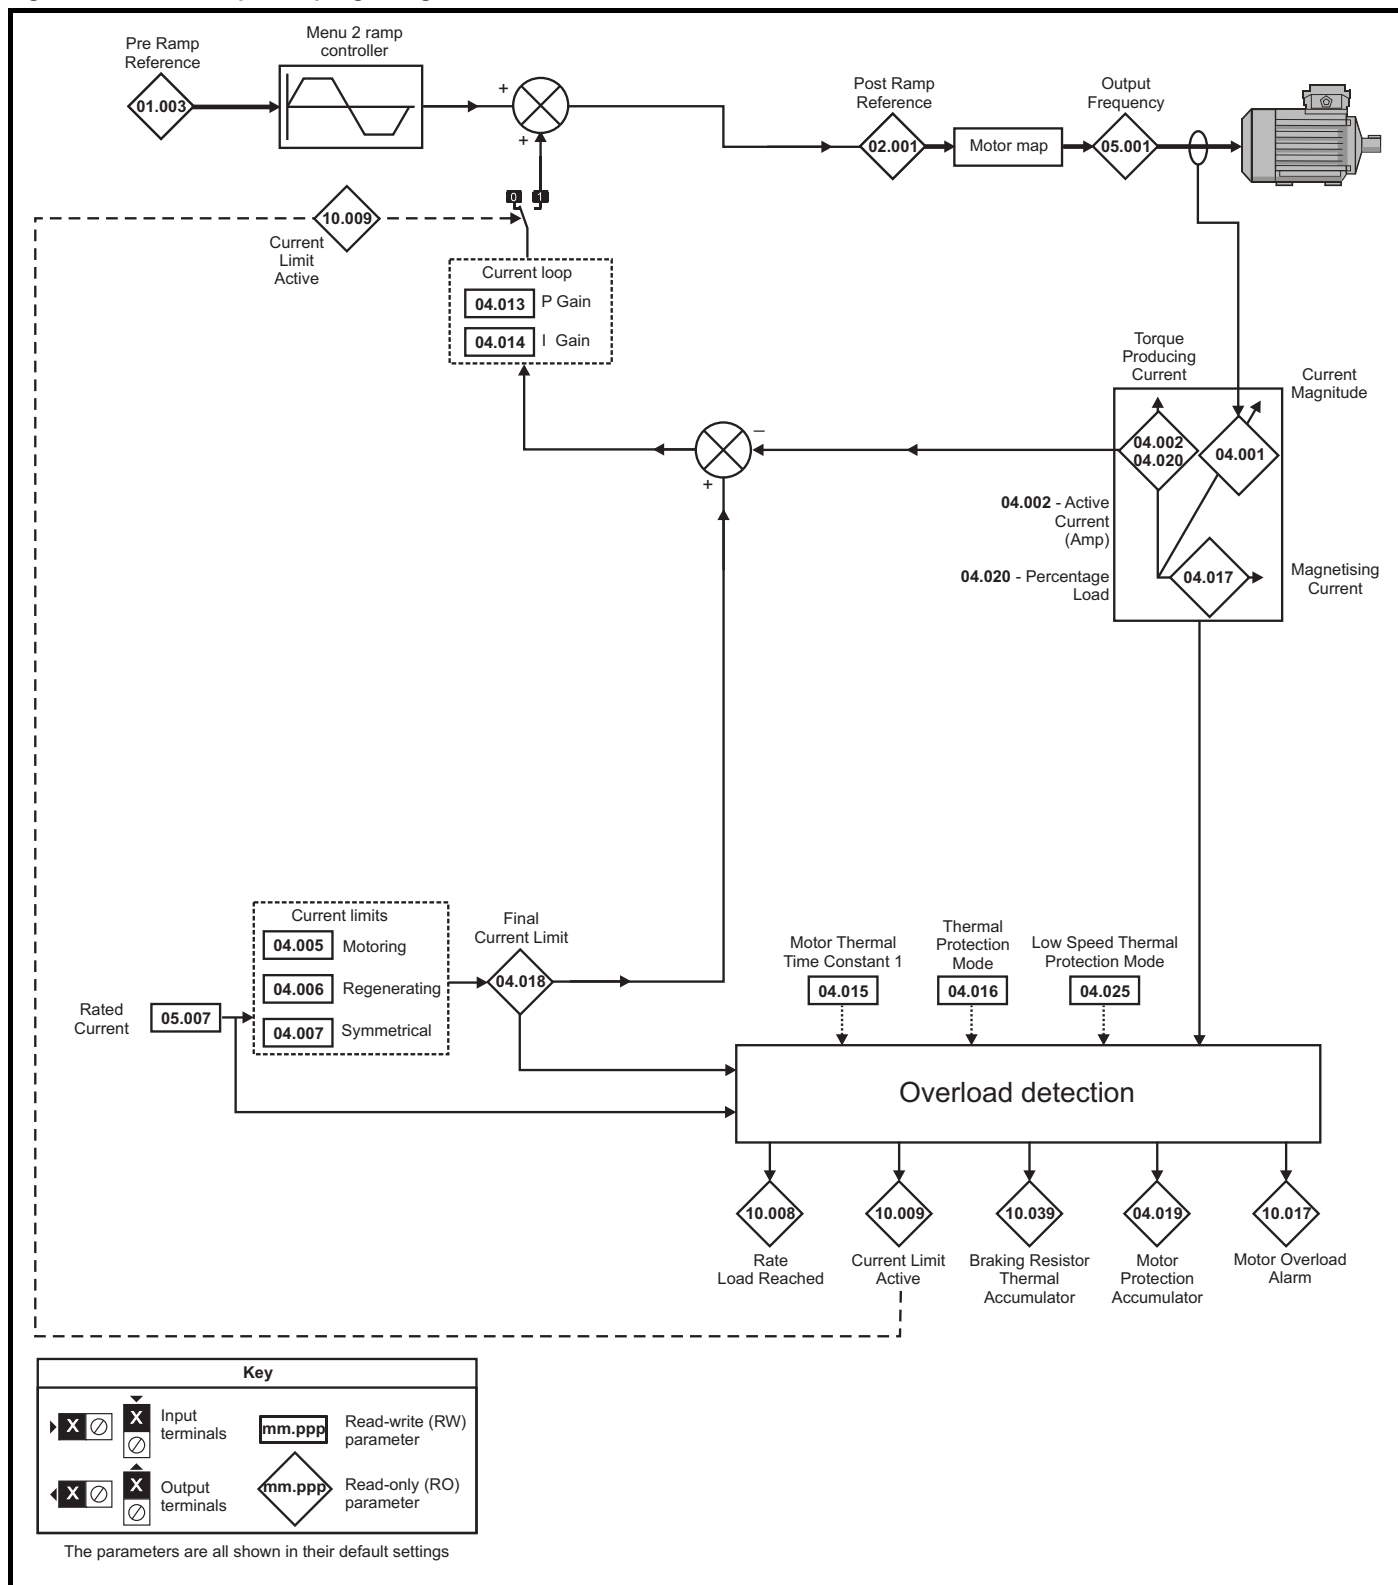 Pre Ramp
Reference
01.003
Menu 2 ramp
controller
+
+
Post Ramp
Reference
02.001
Motor map
Output
Frequency
05.001
0 1
10.009
Current
Limit
Active
Current loop
04.013 P Gain
04.014 I Gain
Torque
Producing
Current
Current
Magnitude
04.002
04.020
04.001
–
+
04.002 - Active
Current
(Amp)
04.020 - Percentage
Load
04.017
Magnetising
Current
Current limits
04.005 Motoring
04.006 Regenerating
04.007 Symmetrical
Final
Current Limit
04.018
Rated
Current
05.007
Motor Thermal
Time Constant 1
04.015
Thermal
Protection
Mode
04.016
Low Speed Thermal
Protection Mode
04.025
Overload detection
10.008
Rate
Load Reached
10.009
Current Limit
Active
10.039
Braking Resistor
Thermal
Accumulator
04.019
Motor
Protection
Accumulator
10.017
Motor Overload
Alarm
Key
X X
Input
terminals
mm.ppp
Read-write (RW)
parameter
X X
Output
terminals
mm.ppp
Read-only (RO)
parameter
The parameters are all shown in their default settings